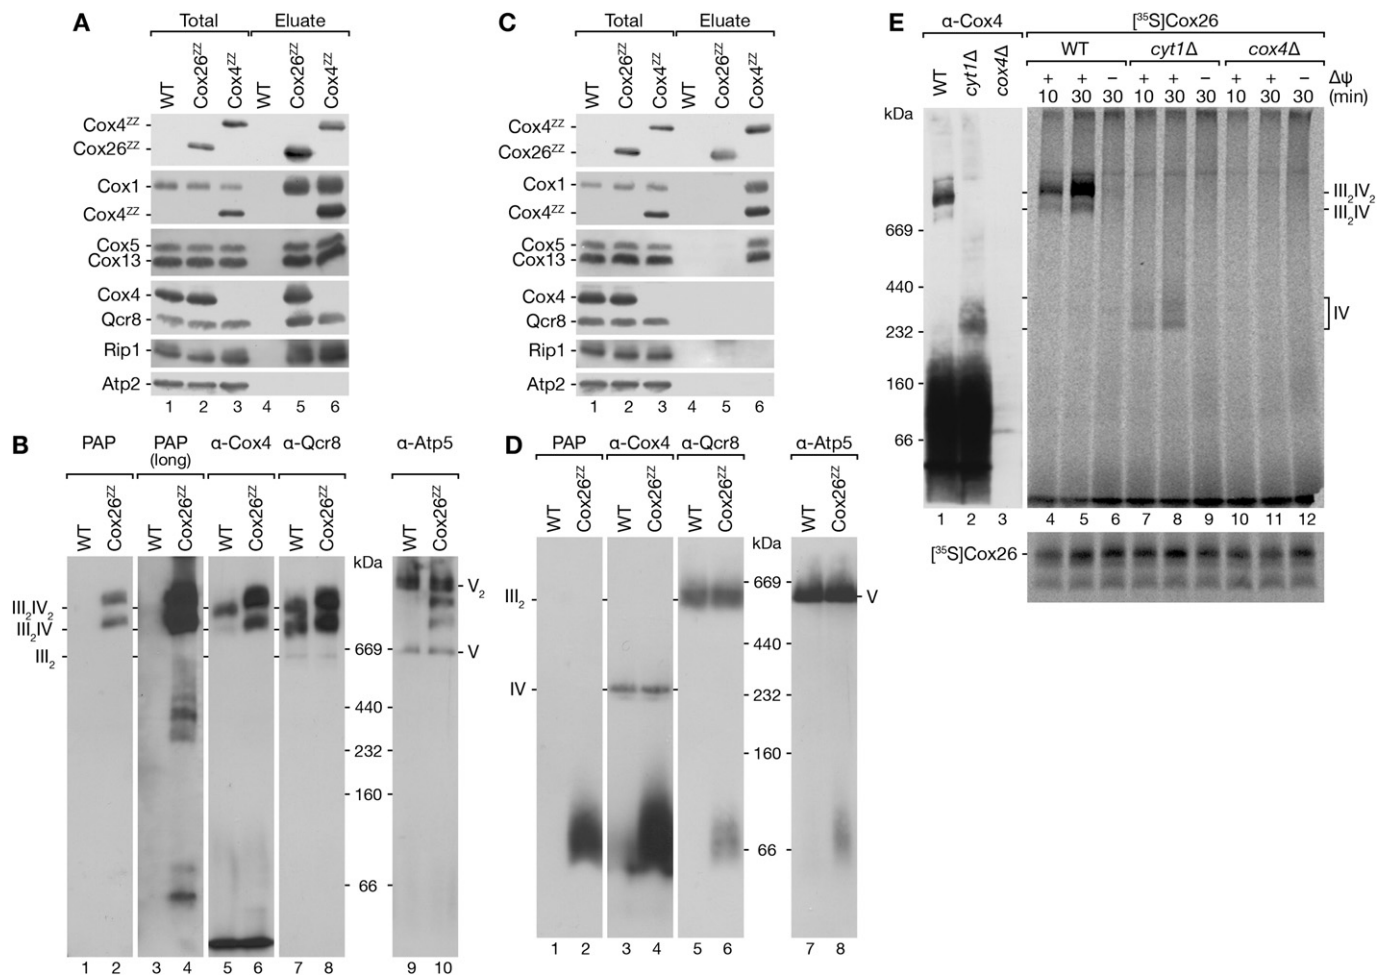 A
Total Eluate
WT Cox26ZZ Cox4ZZ WT Cox26ZZ Cox4ZZ
Cox4ZZ
Cox26ZZ
Cox1
Cox4ZZ
Cox5
Cox13
Cox4
Qcr8
Rip1
Atp2
1 2 3 4 5 6
B
PAP PAP (long) α-Cox4 α-Qcr8 α-Atp5
WT Cox26ZZ WT Cox26ZZ WT Cox26ZZ WT Cox26ZZ WT Cox26ZZ
kDa
III2IV2
III2IV
III2
669
440
232
160
66
V2
V
1 2 3 4 5 6 7 8 9 10
C
Total Eluate
WT Cox26ZZ Cox4ZZ WT Cox26ZZ Cox4ZZ
Cox4ZZ
Cox26ZZ
Cox1
Cox4ZZ
Cox5
Cox13
Cox4
Qcr8
Rip1
Atp2
1 2 3 4 5 6
D
PAP α-Cox4 α-Qcr8 α-Atp5
WT Cox26ZZ WT Cox26ZZ WT Cox26ZZ WT Cox26ZZ
kDa
III2
IV
669
440
232
160
66
V
1 2 3 4 5 6 7 8
E
α-Cox4 [35S]Cox26
WT cyt1Δ cox4Δ
WT cyt1Δ cox4Δ
+ + – + + – + + – Δψ
10 30 30 10 30 30 10 30 30 (min)
kDa
669
440
232
160
66
III2IV2
III2IV
IV
1 2 3 4 5 6 7 8 9 10 11 12
[35S]Cox26